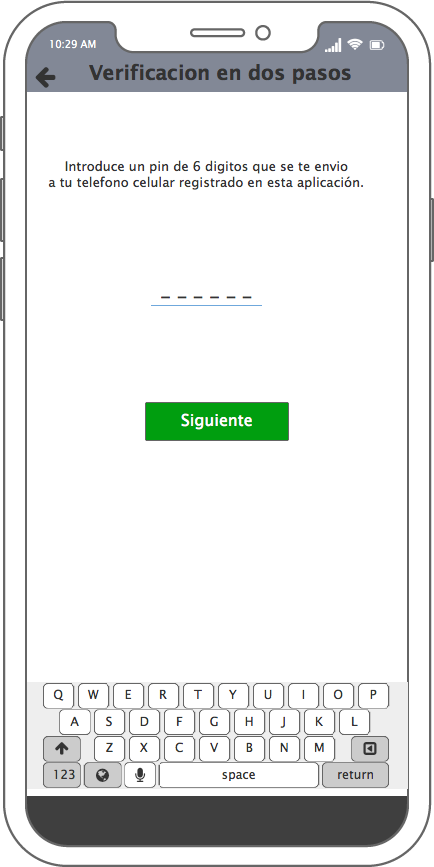 10:29 AM
Verificacion en dos pasos
Introduce un pin de 6 digitos que se te envio
a tu telefono celular registrado en esta aplicación.
_ _ _ _ _ _
Siguiente
Q W E R T Y U I O P
A S D F G H J K L
Z X C V B N M
123 space return